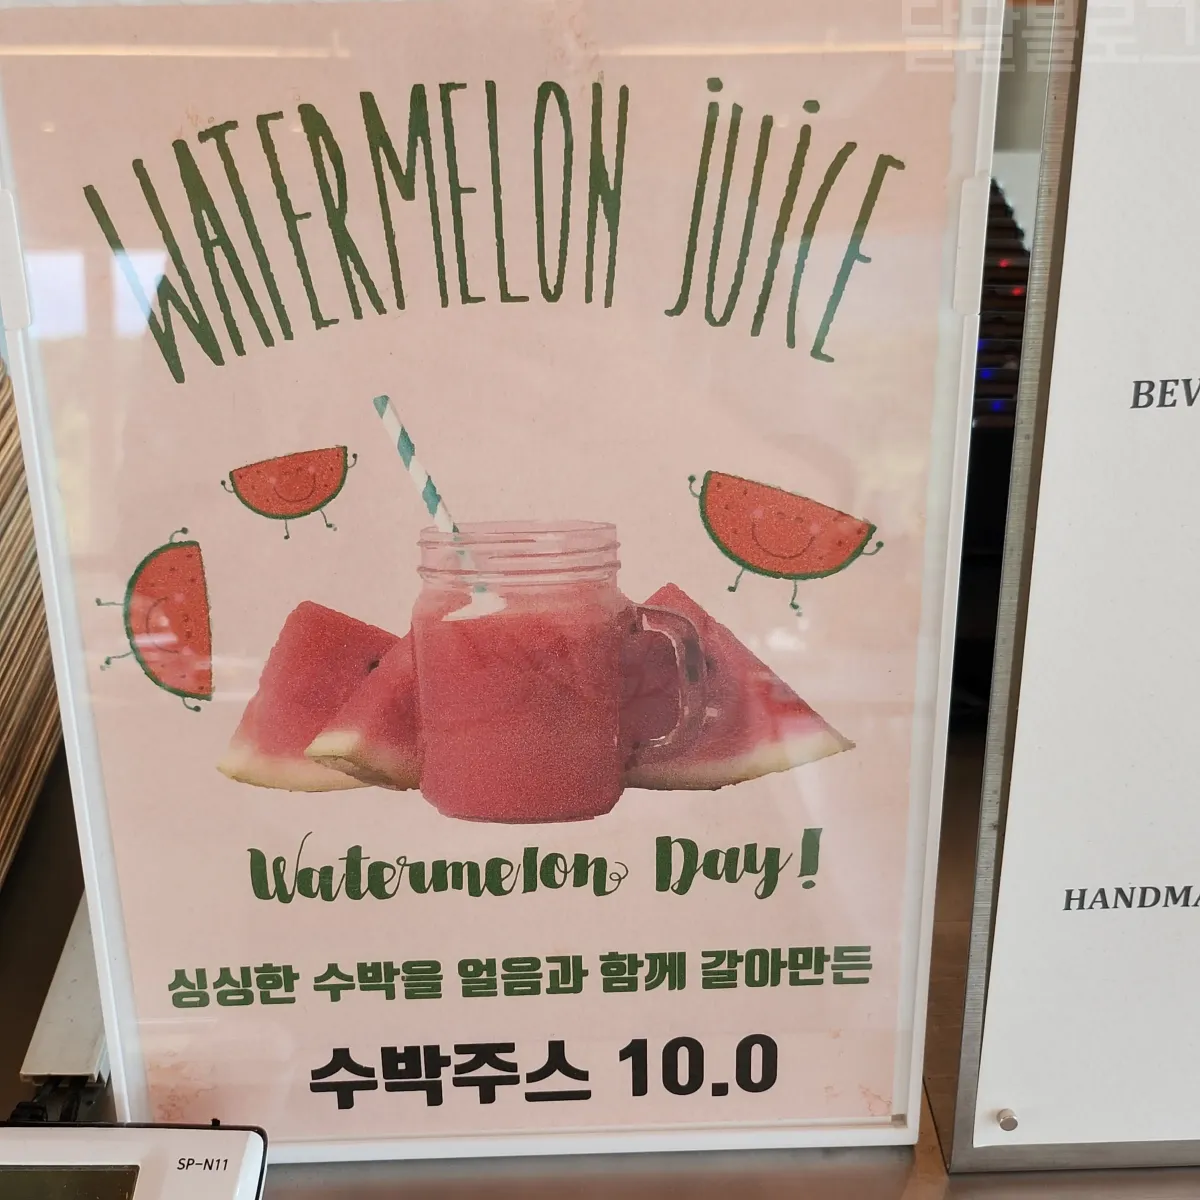 WATERMELON JUICE
Watermelon Day!
싱싱한 수박을 얼음과 함께 갈아만든
수박주스 10.0
SP-N11
BEV
HANDMA